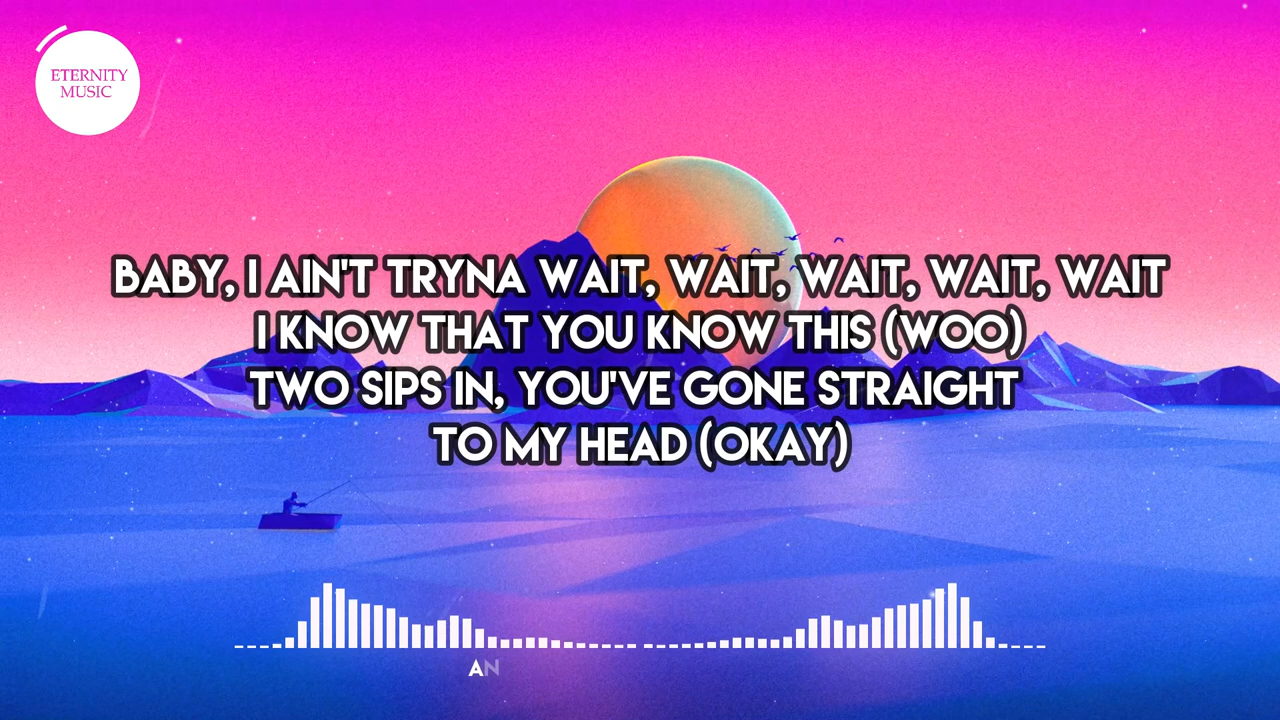 ETERNITY
MUSIC
BABY, I AIN'T TRYNA WAIT, WAIT, WAIT, WAIT, WAIT
I KNOW THAT YOU KNOW THIS (WOO)
TWO SIPS IN, YOU'VE GONE STRAIGHT
TO MY HEAD (OKAY)
AN